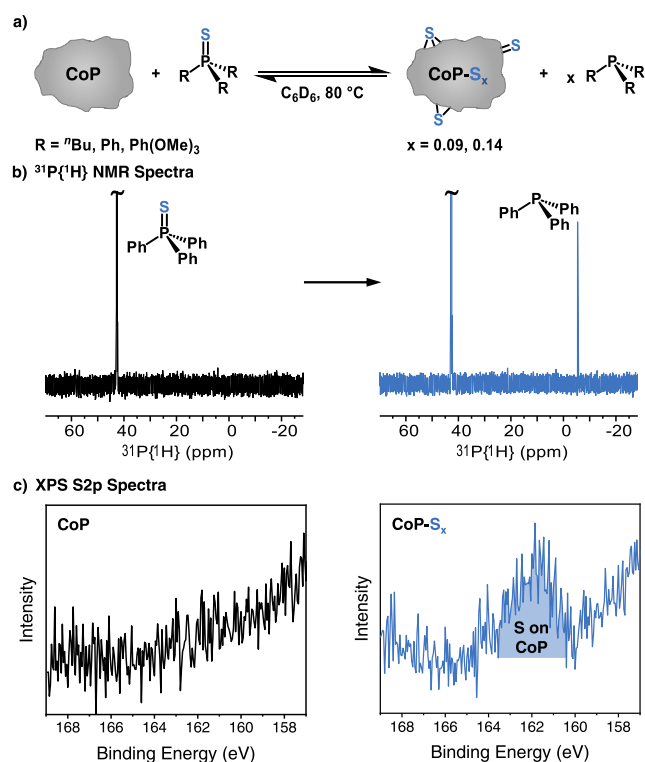 a)
CoP + S P R R R C₆D₆, 80 °C CoP-Sₓ S S S + x P R R R
R = ⁿBu, Ph, Ph(OMe)₃ x = 0.09, 0.14
b) ³¹P{¹H} NMR Spectra
S P Ph Ph Ph
P Ph Ph Ph
60 40 20 0 -20
³¹P{¹H} (ppm)
60 40 20 0 -20
³¹P{¹H} (ppm)
c) XPS S2p Spectra
CoP
Intensity
168 166 164 162 160 158
Binding Energy (eV)
CoP-Sₓ
S on
CoP
Intensity
168 166 164 162 160 158
Binding Energy (eV)